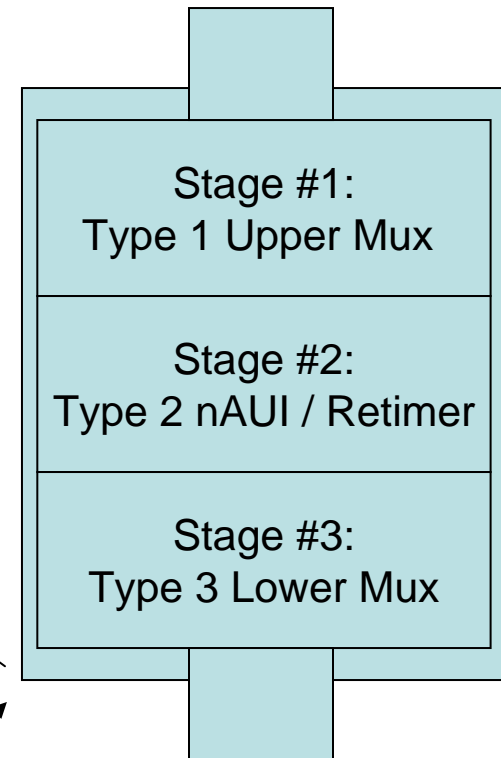 Stage #1:
Type 1 Upper Mux
Stage #2:
Type 2 nAUI / Retimer
Stage #3:
Type 3 Lower Mux